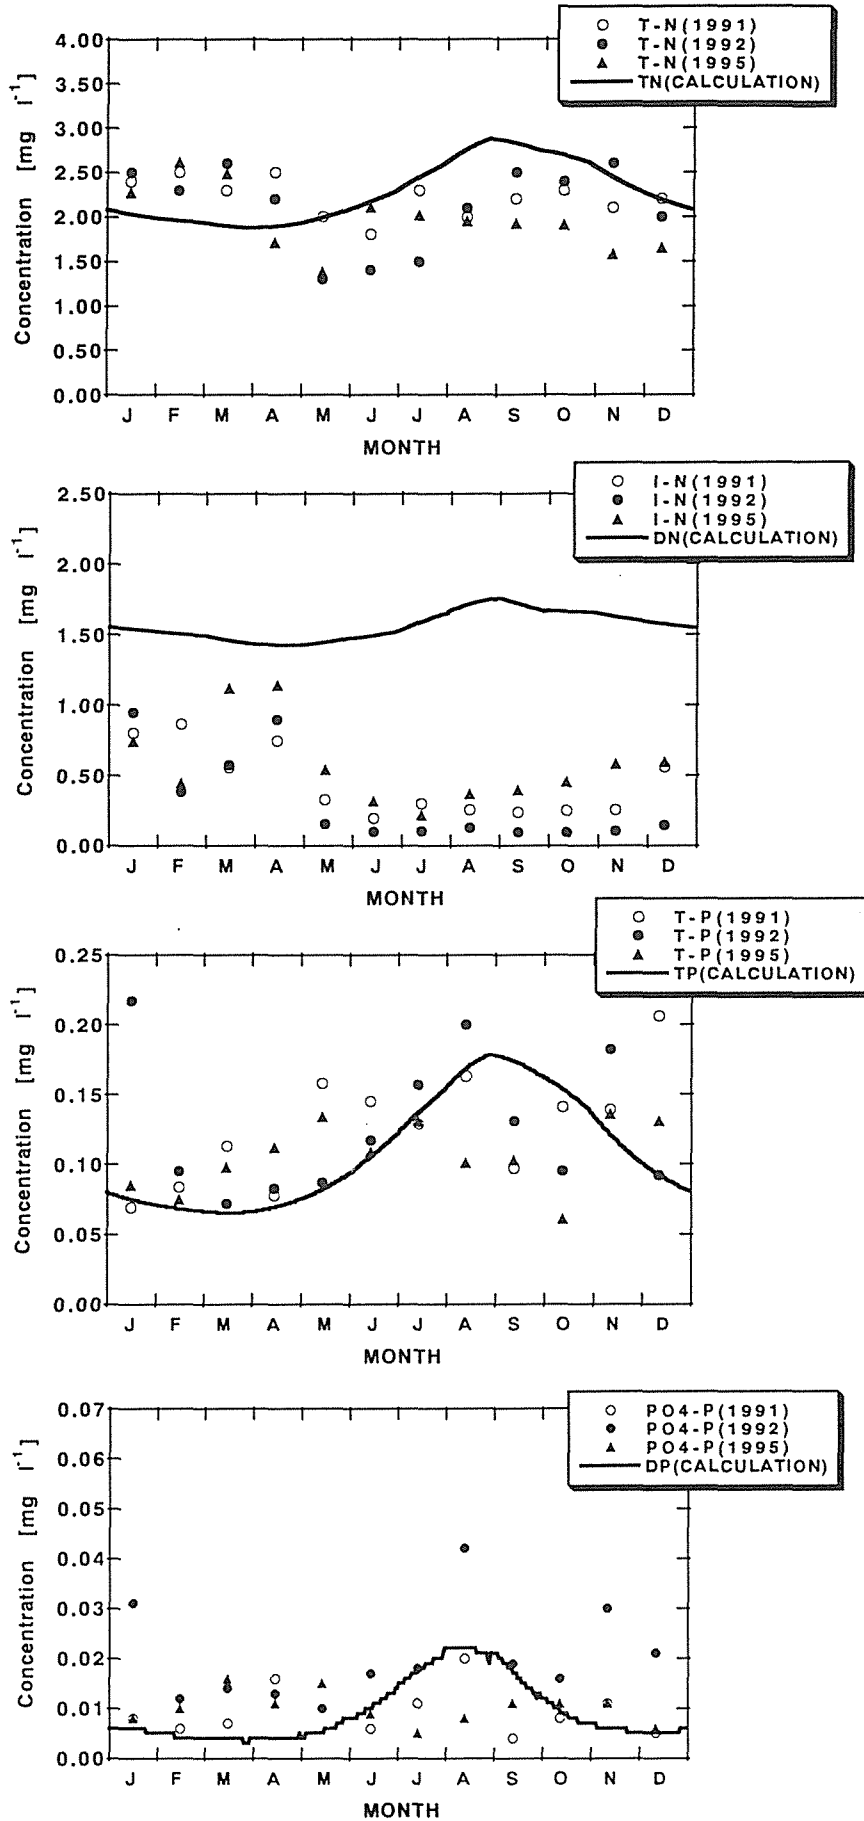 T-N(1991)
T-N(1992)
T-N(1995)
TN(CALCULATION)
Concentration [mg l-1]
4.00
3.50
3.00
2.50
2.00
1.50
1.00
0.50
0.00
J F M A M J J A S O N D
MONTH
I-N(1991)
I-N(1992)
I-N(1995)
DN(CALCULATION)
Concentration [mg l-1]
2.50
2.00
1.50
1.00
0.50
0.00
J F M A M J J A S O N D
MONTH
T-P(1991)
T-P(1992)
T-P(1995)
TP(CALCULATION)
Concentration [mg l-1]
0.25
0.20
0.15
0.10
0.05
0.00
J F M A M J J A S O N D
MONTH
PO4-P(1991)
PO4-P(1992)
PO4-P(1995)
DP(CALCULATION)
Concentration [mg l-1]
0.07
0.06
0.05
0.04
0.03
0.02
0.01
0.00
J F M A M J J A S O N D
MONTH